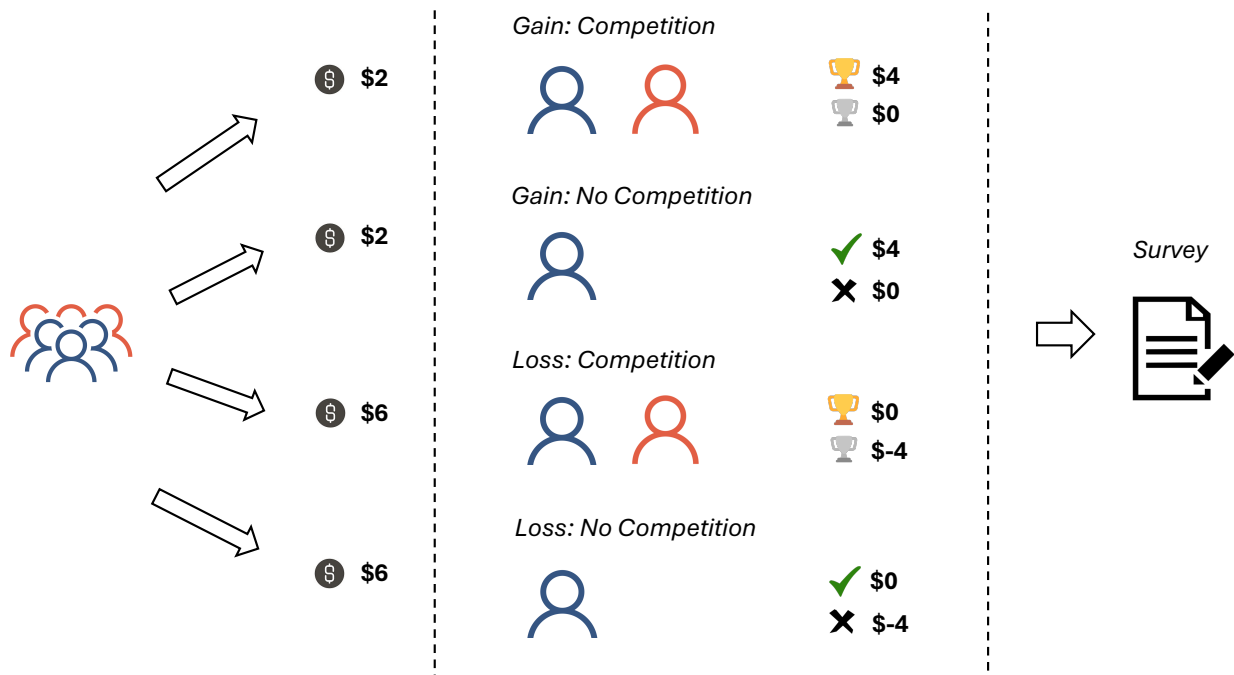 Gain: Competition
$2
$4
$0
Gain: No Competition
$2
$4
$0
Survey
Loss: Competition
$6
$0
$-4
Loss: No Competition
$6
$0
$-4